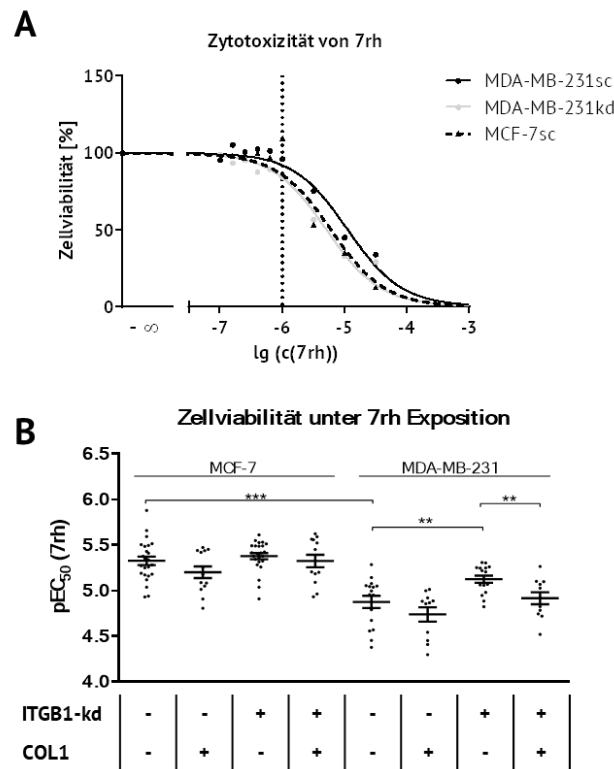 A
Zytotoxizität von 7rh
MDA-MB-231sc
MDA-MB-231kd
MCF-7sc
Zellviabilität [%]
150
100
50
0
- ∞ -7 -6 -5 -4 -3
lg (c(7rh))
B
Zellviabilität unter 7rh Exposition
MCF-7 MDA-MB-231
*** ** **
pEC50 (7rh)
6.5
6.0
5.5
5.0
4.5
4.0
ITGB1-kd - - + + - - + +
COL1 - + - + - + - +